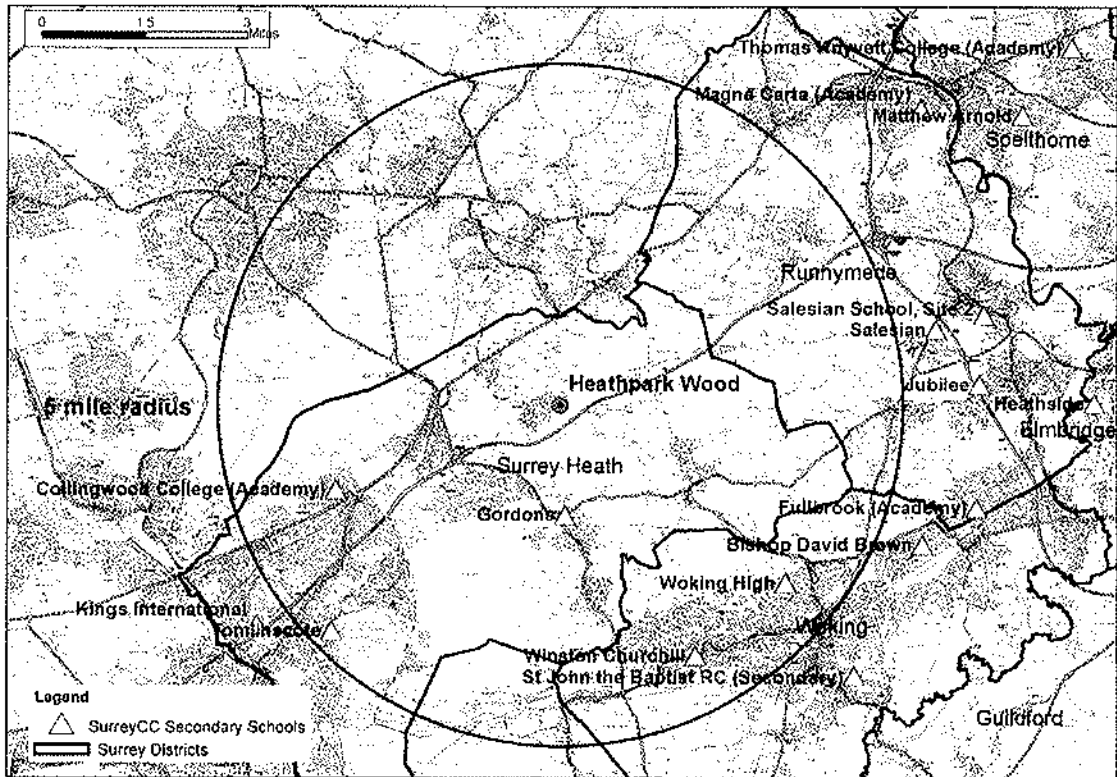 0 1.5 3
Miles
Thomas Knyvett College (Academy)
Magna Carta (Academy)
Matthew Arnold
Spelthorne
Runnymede
Salesian School, Site 2
Salesian
Heathpark Wood
Jubilee
5 mile radius
Heathside
Elmbridge
Surrey Heath
Collingwood College (Academy)
Gordons
Fullbrook (Academy)
Bishop David Brown
Woking High
Kings International
Tomlinscote
Woking
Winston Churchill
St John the Baptist RC (Secondary)
Legend
SurreyCC Secondary Schools
Surrey Districts
Guildford